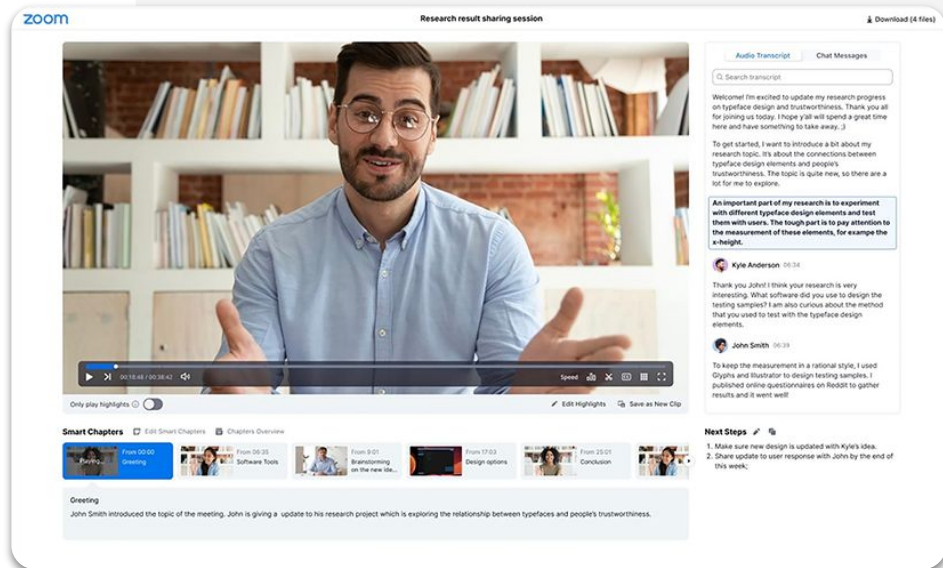 zoom
Research result sharing session
Download (4 files)
Audio Transcript
Chat Messages
Search transcript
Welcome! I'm excited to update my research progress
on typeface design and trustworthiness. Thank you all
for joining us today. I hope y'all will spend a great time
here and have something to take away. ;)
To get started, I want to introduce a bit about my
research topic. It's about the connections between
typeface design elements and people's
trustworthiness. The topic is quite new, so there are a
lot for me to explore.
An important part of my research is to experiment
with different typeface design elements and test
them with users. The tough part is to pay attention to
the measurement of these elements, for exampe the
x-height.
Kyle Anderson 06:34
Thank you John! I think your research is very
interesting. What software did you use to design the
testing samples? I am also curious about the method
that you used to test with the typeface design
elements.
John Smith 06:39
To keep the measurement in a rational style, I used
Glyphs and Illustrator to design testing samples. I
published online questionnaires on Reddit to gather
results and it went well!
00:18:48 / 00:38:42
Speed
Only play highlights
Edit Highlights
Save as New Clip
Smart Chapters
Edit Smart Chapters
Chapters Overview
Playing...
From 00:00
Greeting
From 06:35
Software Tools
From 9:01
Brainstorming
on the new ide...
From 17:03
Design options
From 25:01
Conclusion
Greeting
John Smith introduced the topic of the meeting. John is giving a update to his research project which is exploring the relationship between typefaces and people's trustworthiness.
Next Steps
1. Make sure new design is updated with Kyle's idea.
2. Share update to user response with John by the end of
this week;